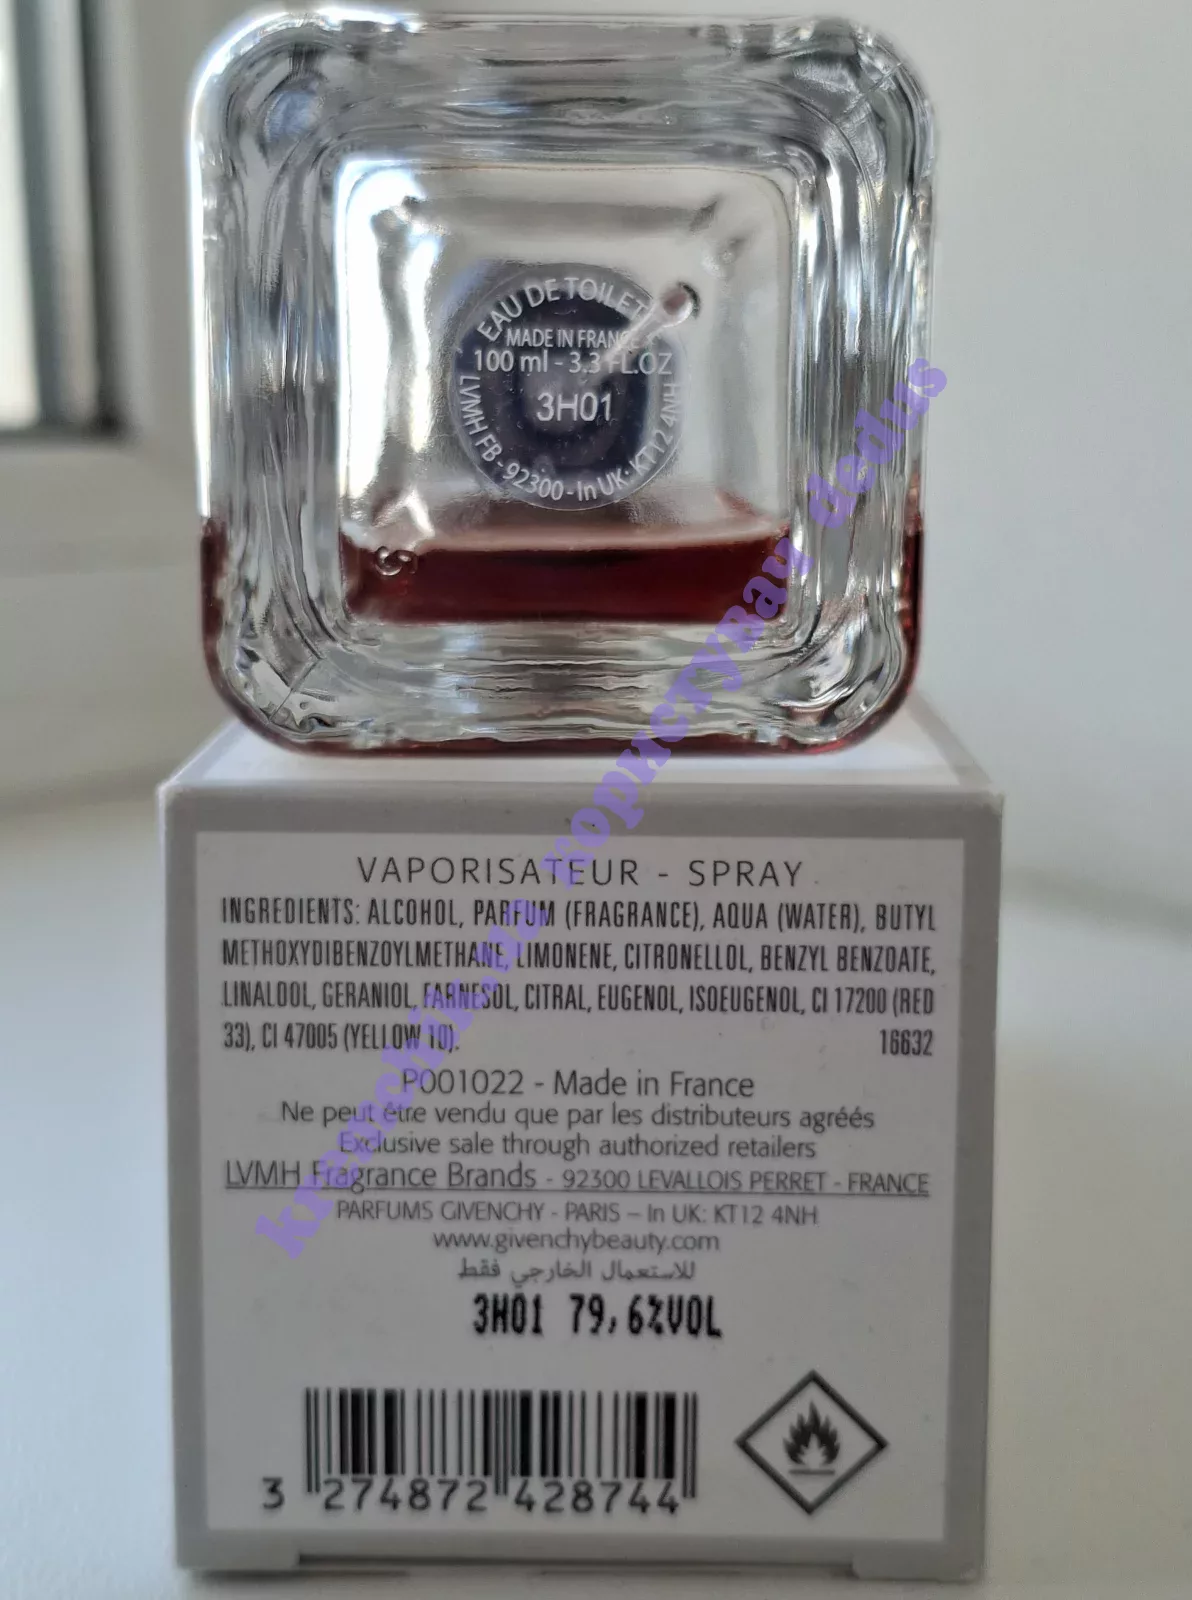 EAU DE TOILET
MADE IN FRANCE
100 ml - 3.3 FL.OZ
3H01
LVMH FB - 92300 - In UK: KT12 4NH
VAPORISATEUR - SPRAY
INGREDIENTS: ALCOHOL, PARFUM (FRAGRANCE), AQUA (WATER), BUTYL
METHOXYDIBENZOYLMETHANE, LIMONENE, CITRONELLOL, BENZYL BENZOATE,
LINALOOL, GERANIOL, FARNESOL, CITRAL, EUGENOL, ISOEUGENOL, CI 17200 (RED
33), CI 47005 (YELLOW 10). 16632
P001022 - Made in France
Ne peut être vendu que par les distributeurs agréés
Exclusive sale through authorized retailers
LVMH Fragrance Brands - 92300 LEVALLOIS PERRET - FRANCE
PARFUMS GIVENCHY - PARIS – In UK: KT12 4NH
www.givenchybeauty.com
للاستعمال الخارجي فقط
3H01 79,6%VOL
3 274872 428744
користувач dedus